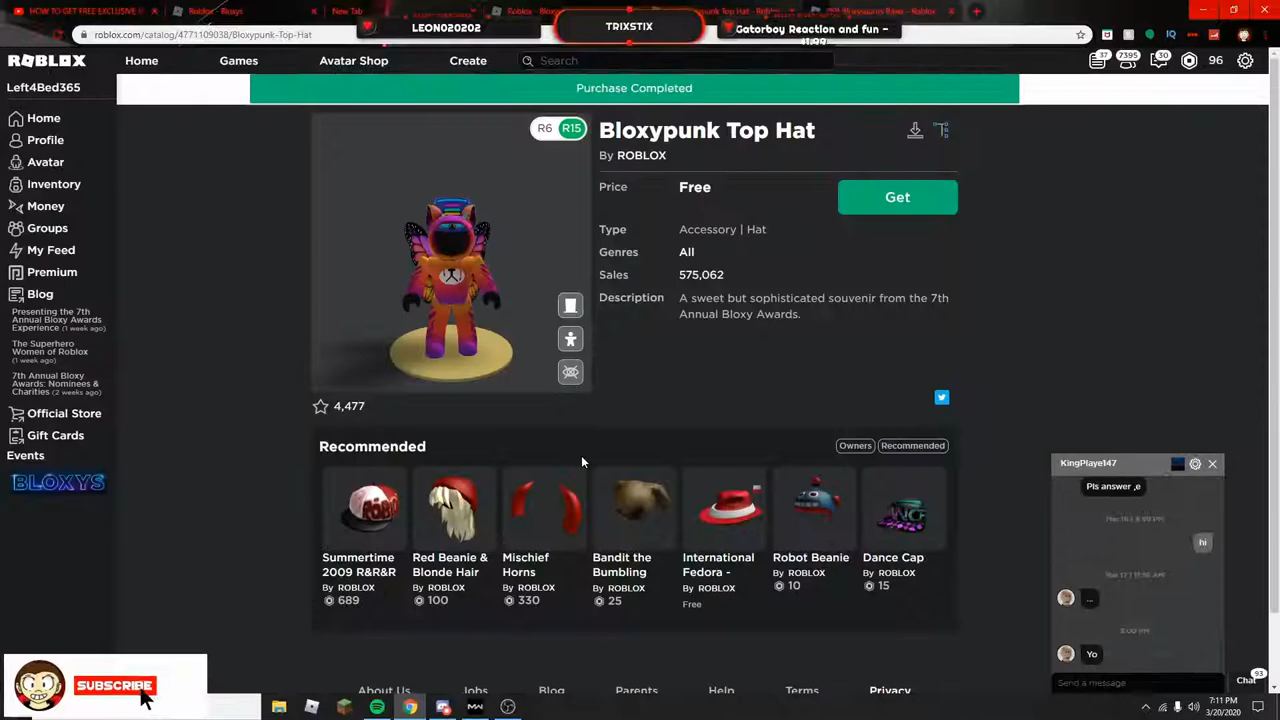 HOW TO GET FREE EXCLUSIVE
Roblox - Bloxys
New Tab
LEON020202
TRIXSTIX
Gatorboy Reaction and fun -
roblox.com/catalog/4771109038/Bloxypunk-Top-Hat
ROBLOX
Home
Games
Avatar Shop
Create
Search
37
7395
30
96
Left4Bed365
Purchase Completed
Home
Profile
Avatar
Inventory
Money
Groups
My Feed
Premium
Blog
Presenting the 7th
Annual Bloxy Awards
Experience (1 week ago)
The Superhero
Women of Roblox
(1 week ago)
7th Annual Bloxy
Awards: Nominees &
Charities (2 weeks ago)
Official Store
Gift Cards
Events
BLOXYS
R6 R15
Bloxypunk Top Hat
By ROBLOX
Price Free
Get
Type Accessory | Hat
Genres All
Sales 575,062
Description A sweet but sophisticated souvenir from the 7th
Annual Bloxy Awards.
4,477
Recommended
Owners
Recommended
Summertime
2009 R&R&R
By ROBLOX
689
Red Beanie &
Blonde Hair
By ROBLOX
100
Mischief
Horns
By ROBLOX
330
Bandit the
Bumbling
By ROBLOX
25
International
Fedora -
By ROBLOX
Free
Robot Beanie
By ROBLOX
10
Dance Cap
By ROBLOX
15
KingPlaye147
Pls answer ,e
hi
...
Yo
Send a message
Chat
93
SUBSCRIBE
About Us
Jobs
Blog
Parents
Help
Terms
Privacy
7:11 PM
3/20/2020